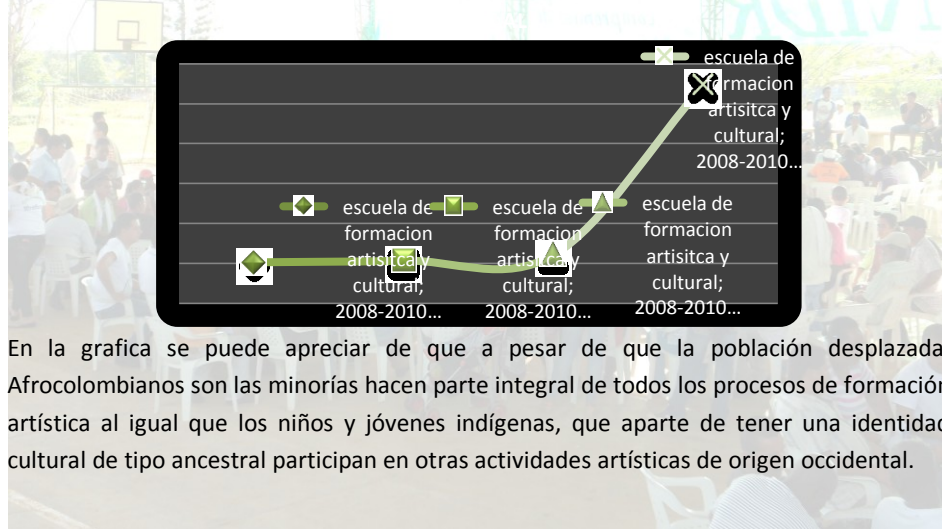 escuela de
formacion
artisitca y
cultural;
2008-2010...
escuela de
formacion
artisitca y
cultural;
2008-2010...
escuela de
formacion
artisitca y
cultural;
2008-2010...
escuela de
formacion
artisitca y
cultural;
2008-2010...
En la grafica se puede apreciar de que a pesar de que la población desplazada
Afrocolombianos son las minorías hacen parte integral de todos los procesos de formación
artística al igual que los niños y jóvenes indígenas, que aparte de tener una identidad
cultural de tipo ancestral participan en otras actividades artísticas de origen occidental.